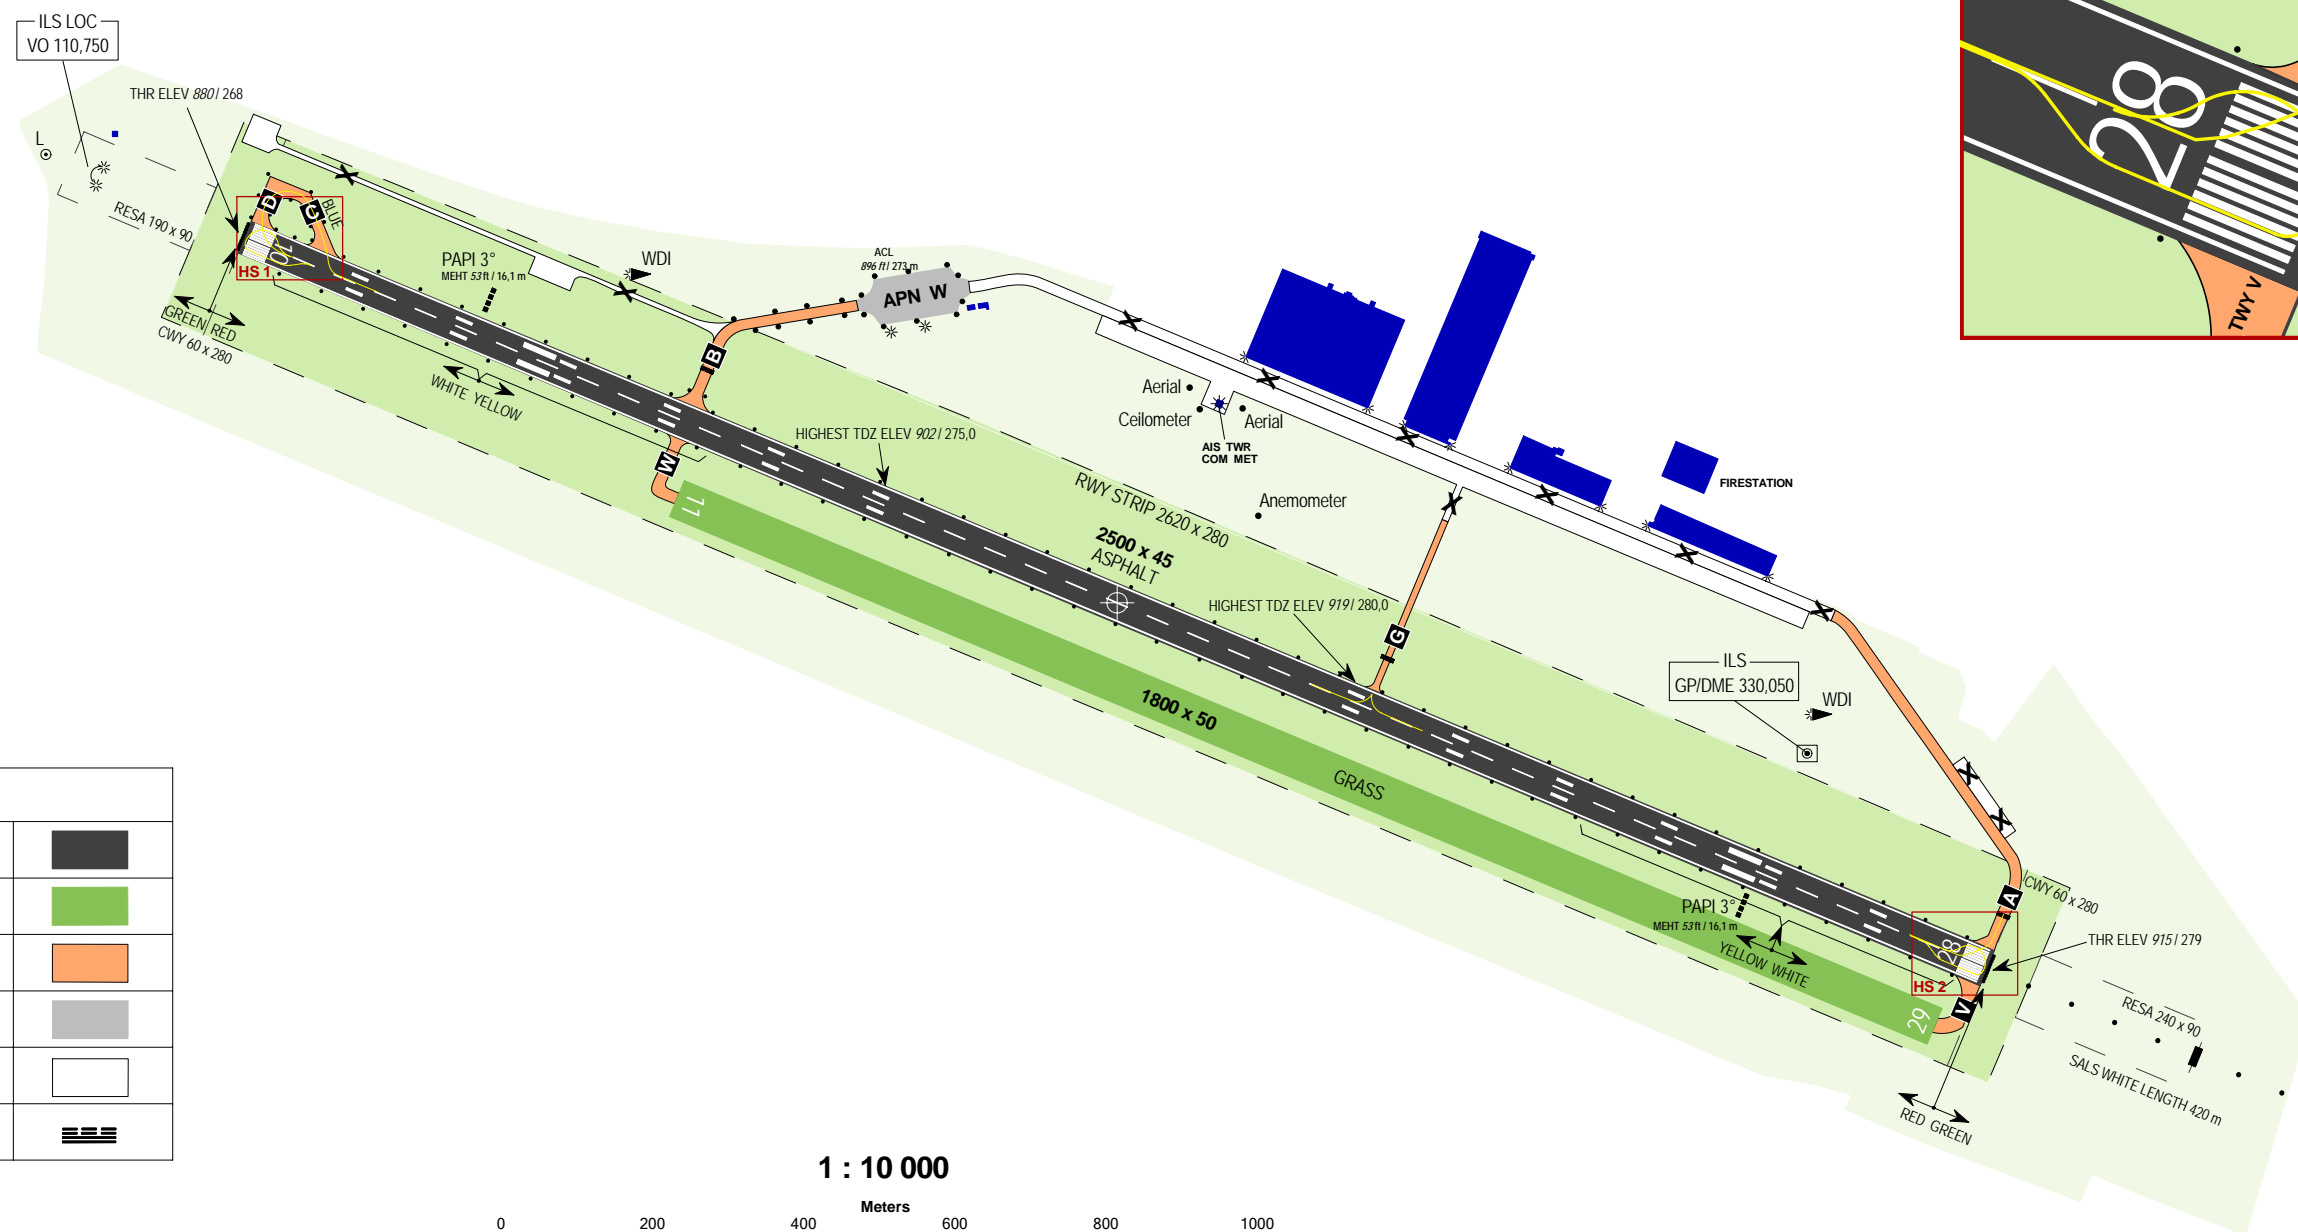 ILS LOC
VO 110,750
THR ELEV 880 / 268
L
RESA 190 x 90
D
C
BLUE
HS 1
GREEN RED
CWY 60 x 280
PAPI 3°
MEHT 53 ft / 16,1 m
WDI
WHITE YELLOW
ACL
896 ft / 273 m
APN W
B
W
11
HIGHEST TDZ ELEV 902 / 275,0
Aerial
Ceilometer
Aerial
AIS TWR
COM MET
Anemometer
FIRESTATION
RWY STRIP 2620 x 280
2500 x 45
ASPHALT
HIGHEST TDZ ELEV 919 / 280,0
G
1800 x 50
GRASS
ILS
GP/DME 330,050
WDI
PAPI 3°
MEHT 53 ft / 16,1 m
YELLOW WHITE
A
CWY 60 x 280
THR ELEV 915 / 279
28
HS 2
V
29
RESA 240 x 90
SALS WHITE LENGTH 420 m
RED GREEN
28
TWY V
1 : 10 000
Meters
0 200 400 600 800 1000